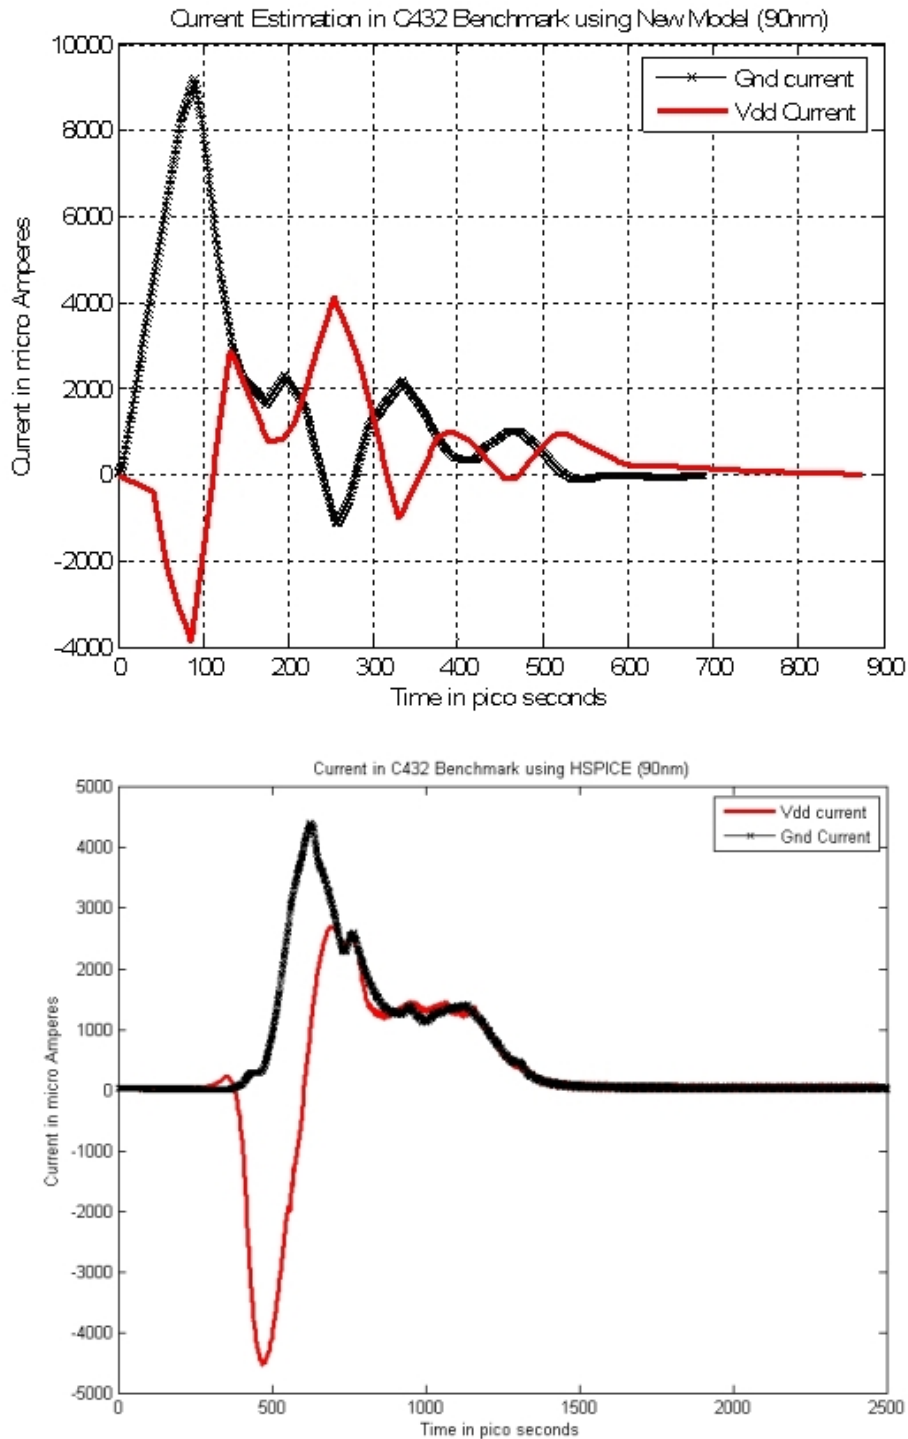 Current Estimation in C432 Benchmark using New Model (90nm)
10000
8000
6000
4000
2000
0
-2000
-4000
Current in micro Amperes
Gnd current
Vdd Current
0 100 200 300 400 500 600 700 800 900
Time in pico seconds
Current in C432 Benchmark using HSPICE (90nm)
5000
4000
3000
2000
1000
0
-1000
-2000
-3000
-4000
-5000
Current in micro Amperes
Vdd current
Gnd Current
0 500 1000 1500 2000 2500
Time in pico seconds